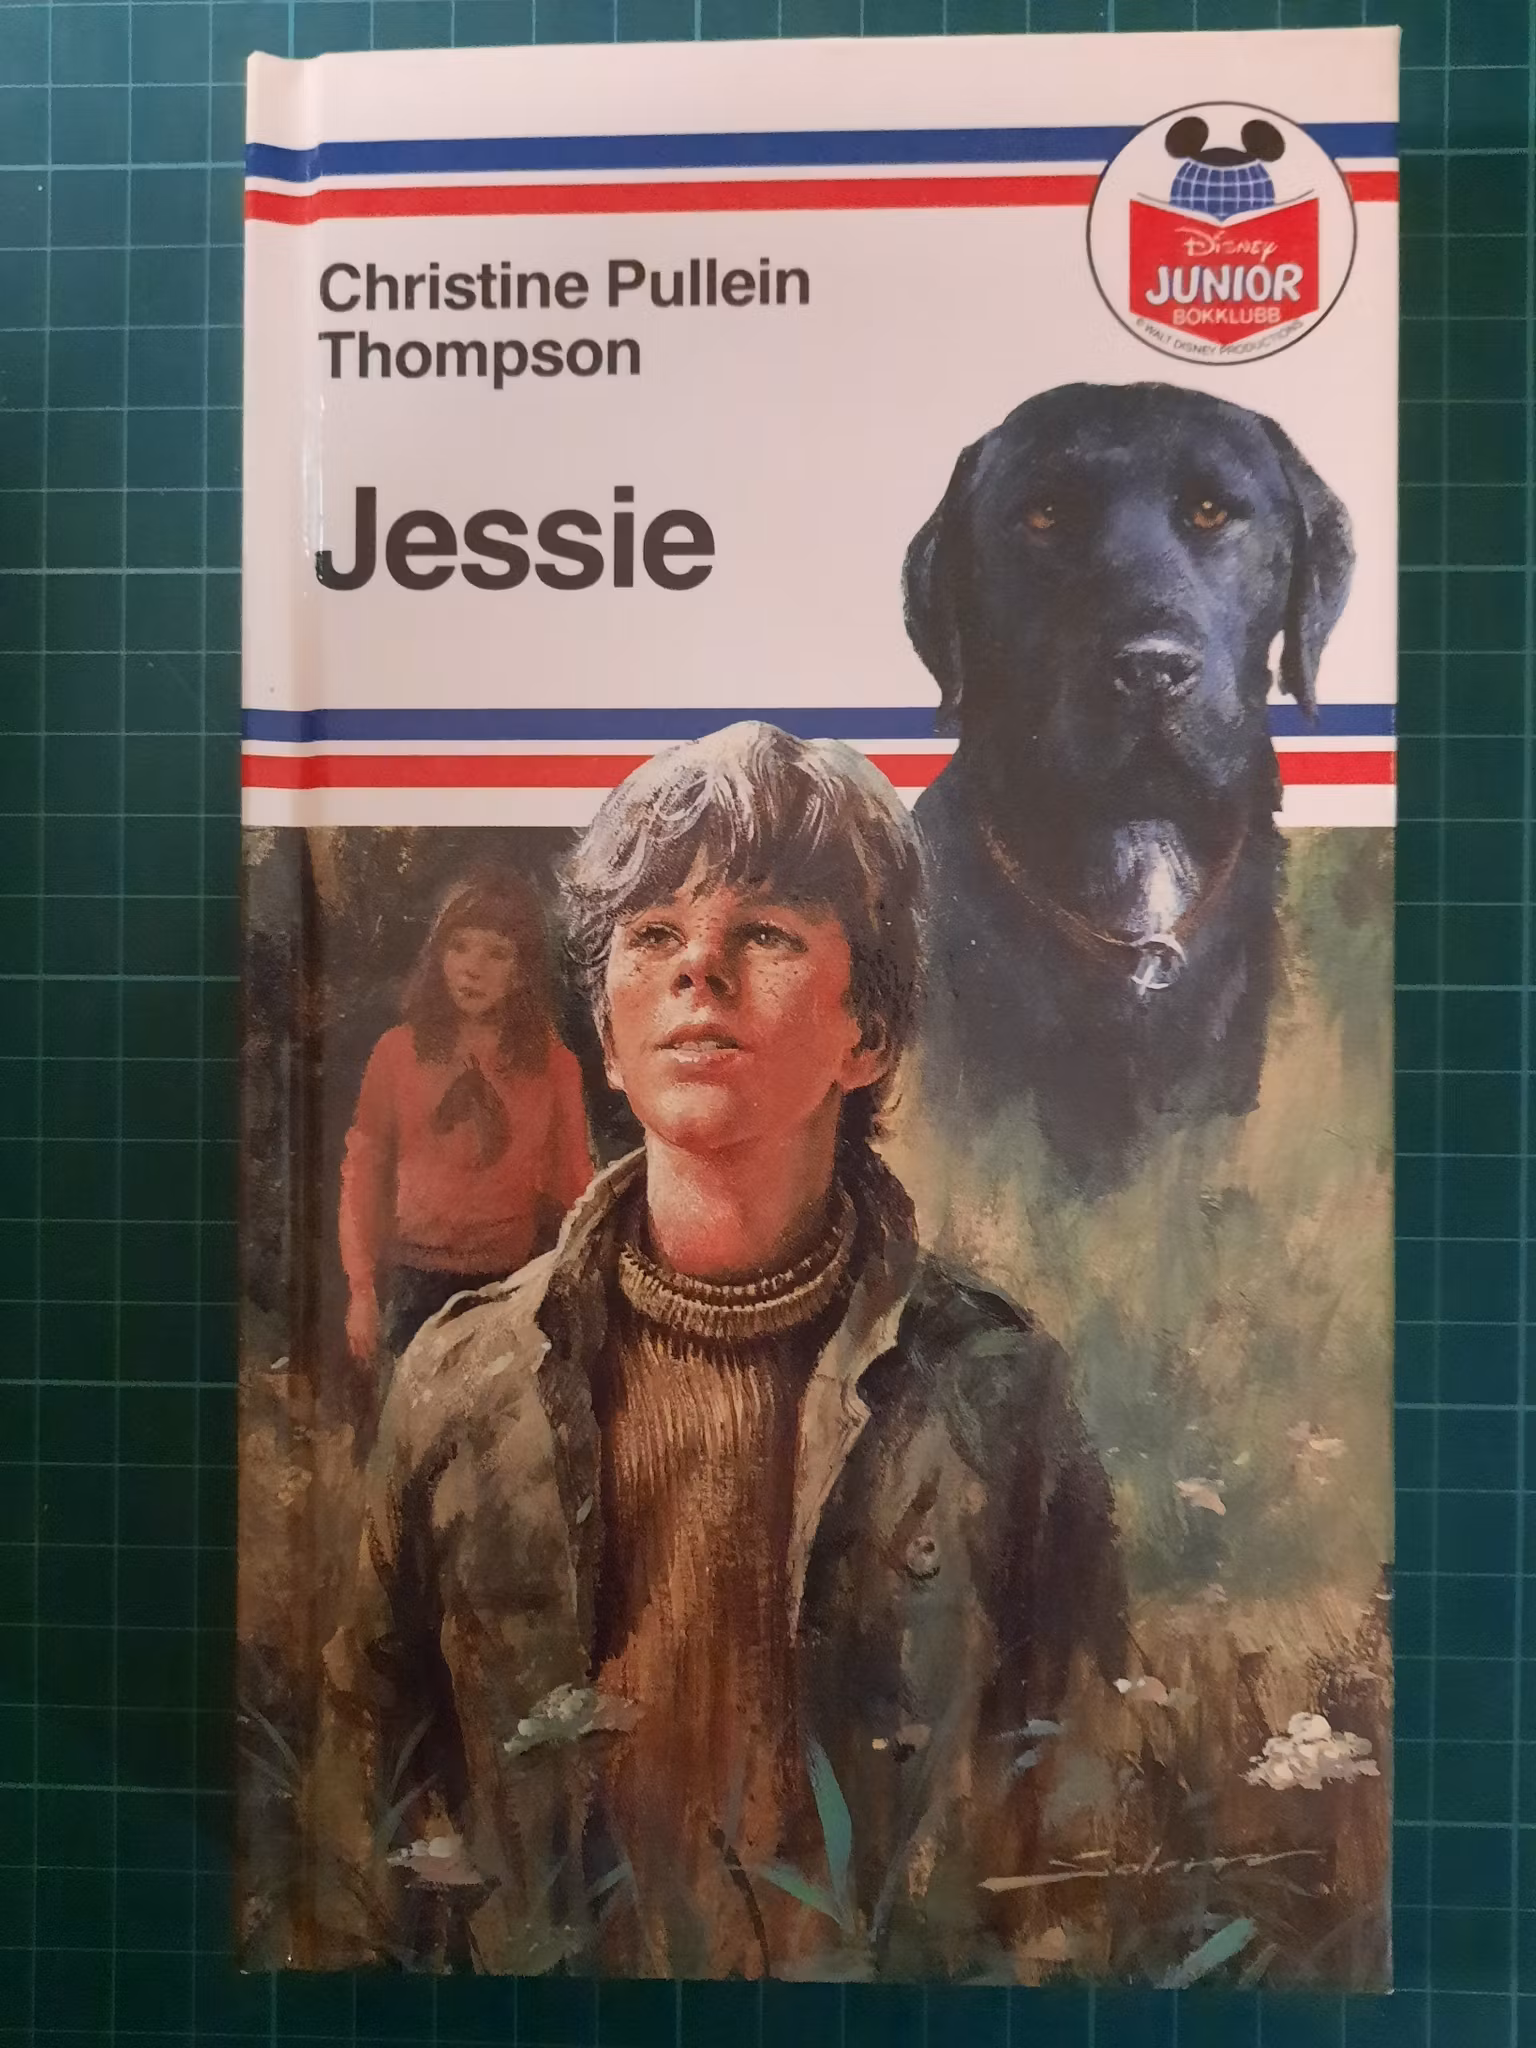 Disney
JUNIOR
BOKKLUBB
© WALT DISNEY PRODUCTIONS
Christine Pullein
Thompson
Jessie